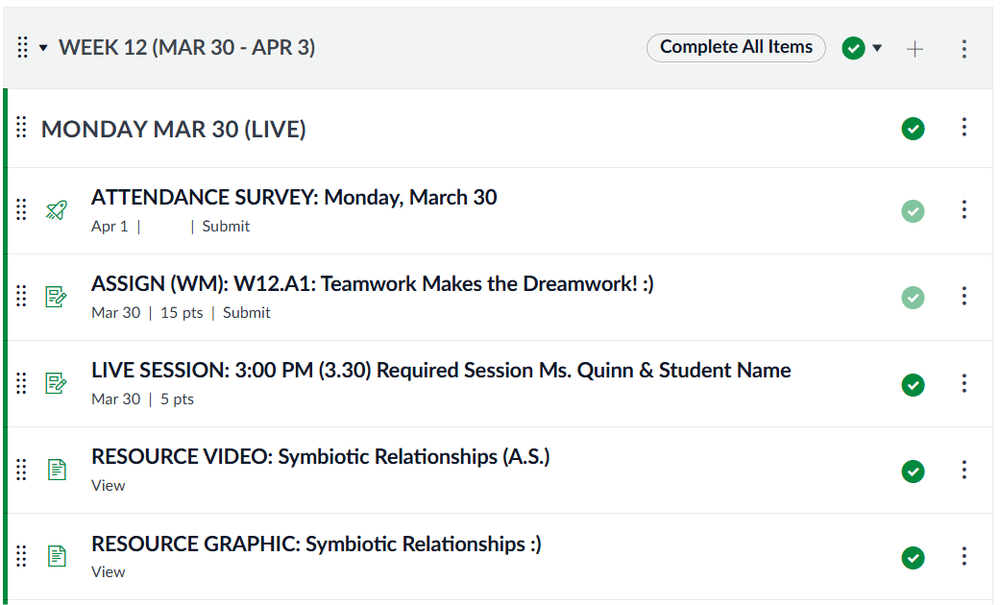 WEEK 12 (MAR 30 - APR 3) Complete All Items
MONDAY MAR 30 (LIVE)
ATTENDANCE SURVEY: Monday, March 30
Apr 1 | | Submit
ASSIGN (WM): W12.A1: Teamwork Makes the Dreamwork! :)
Mar 30 | 15 pts | Submit
LIVE SESSION: 3:00 PM (3.30) Required Session Ms. Quinn & Student Name
Mar 30 | 5 pts
RESOURCE VIDEO: Symbiotic Relationships (A.S.)
View
RESOURCE GRAPHIC: Symbiotic Relationships :)
View